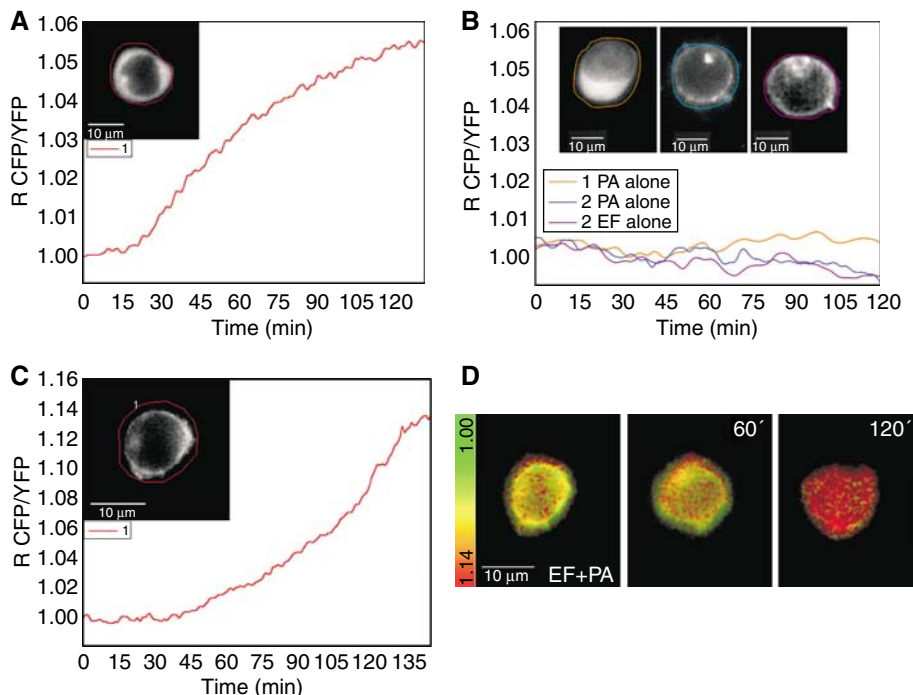 A
R CFP/YFP
1.06
1.05
1.04
1.03
1.02
1.01
1.00
10 μm
1
0 15 30 45 60 75 90 105 120
Time (min)
B
R CFP/YFP
1.06
1.05
1.04
1.03
1.02
1.01
1.00
10 μm
10 μm
10 μm
1 PA alone
2 PA alone
2 EF alone
0 15 30 45 60 75 90 105 120
Time (min)
C
R CFP/YFP
1.16
1.14
1.12
1.10
1.08
1.06
1.04
1.02
1.00
1
10 μm
1
0 15 30 45 60 75 90 105 120 135
Time (min)
D
1.00
1.14
10 μm
EF+PA
60´
120´